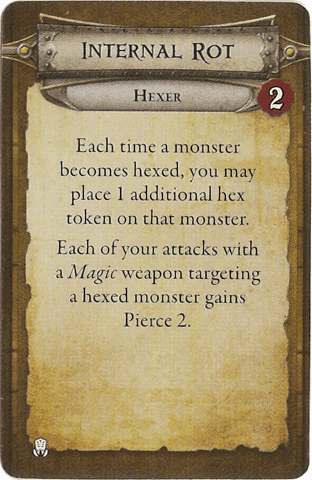 Internal Rot
Hexer
2
Each time a monster
becomes hexed, you may
place 1 additional hex
token on that monster.
Each of your attacks with
a Magic weapon targeting
a hexed monster gains
Pierce 2.